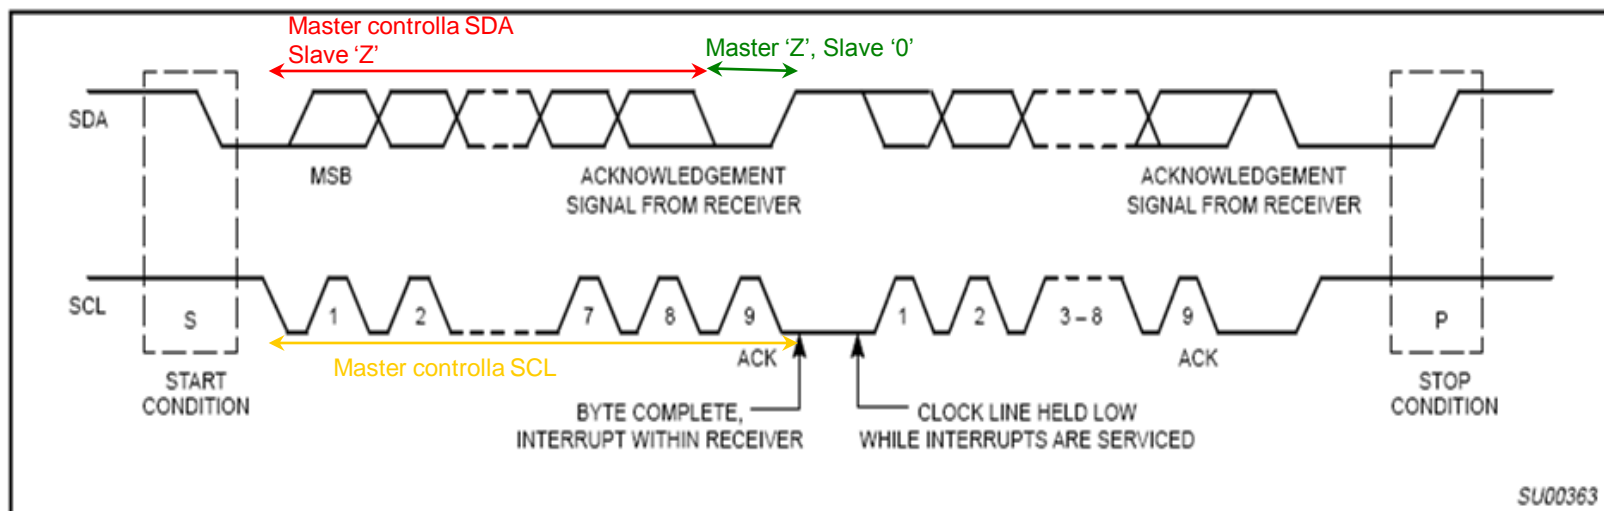 Master controlla SDA
Slave ‘Z’
Master ‘Z’, Slave ‘0’
SDA
MSB
ACKNOWLEDGEMENT
SIGNAL FROM RECEIVER
ACKNOWLEDGEMENT
SIGNAL FROM RECEIVER
SCL
S
1
2
7
8
9
1
2
3 – 8
9
P
ACK
ACK
Master controlla SCL
START
CONDITION
STOP
CONDITION
BYTE COMPLETE,
INTERRUPT WITHIN RECEIVER
CLOCK LINE HELD LOW
WHILE INTERRUPTS ARE SERVICED
SU00363